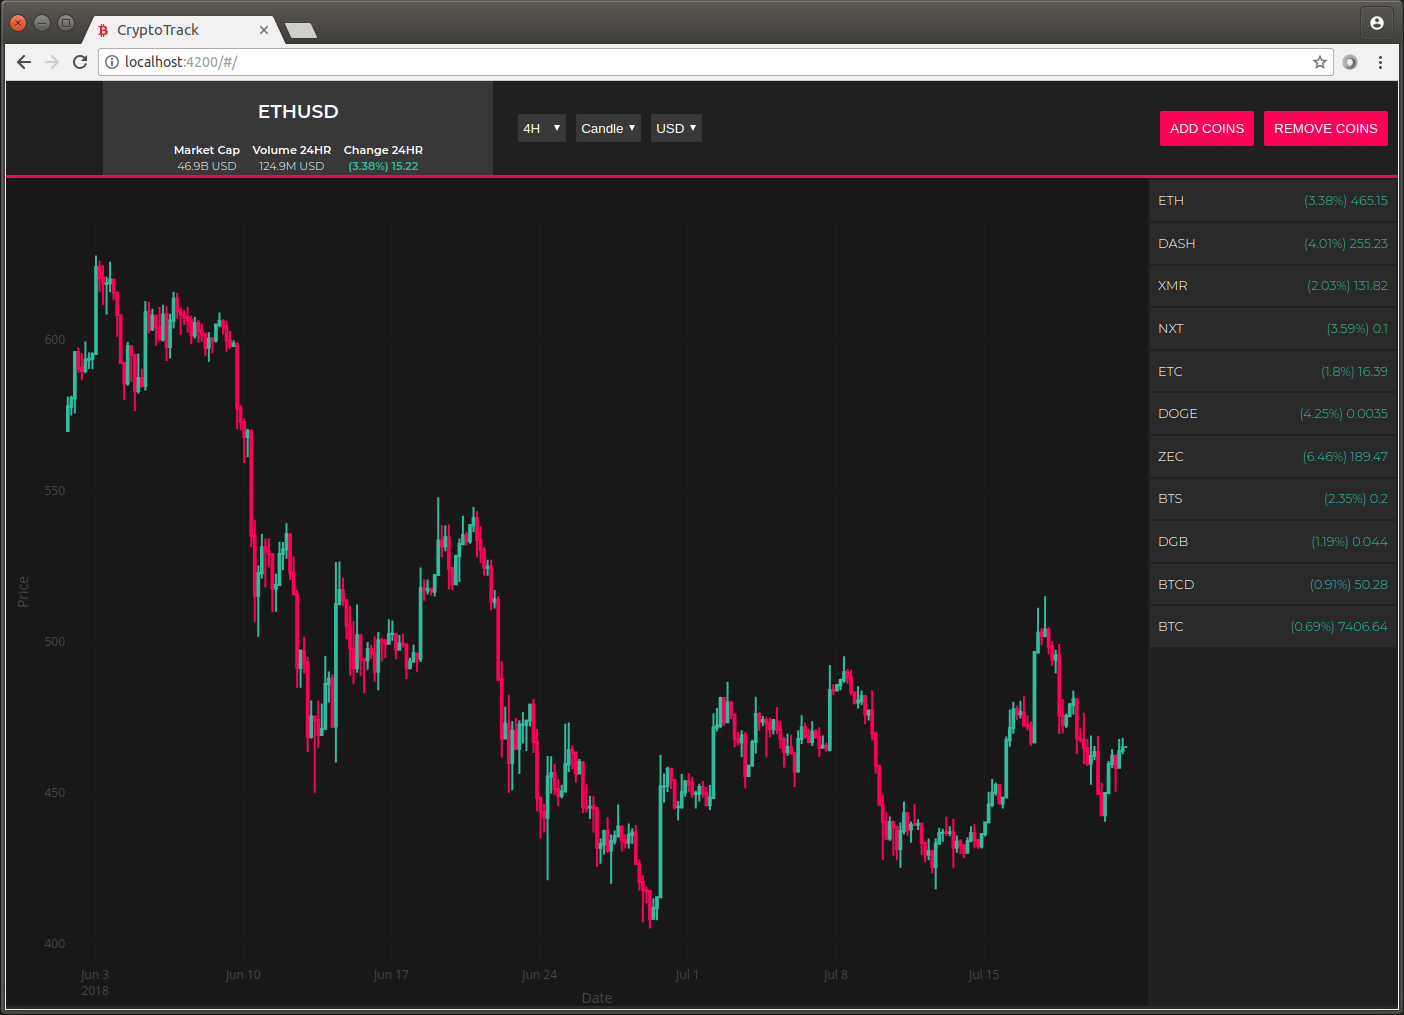 CryptoTrack
localhost:4200/#/
ETHUSD
Market Cap Volume 24HR Change 24HR
46.9B USD 124.9M USD (3.38%) 15.22
4H Candle USD
ADD COINS REMOVE COINS
ETH (3.38%) 465.15
DASH (4.01%) 255.23
XMR (2.03%) 131.82
NXT (3.59%) 0.1
ETC (1.8%) 16.39
DOGE (4.25%) 0.0035
ZEC (6.46%) 189.47
BTS (2.35%) 0.2
DGB (1.19%) 0.044
BTCD (0.91%) 50.28
BTC (0.69%) 7406.64
Price
600
550
500
450
400
Jun 3 Jun 10 Jun 17 Jun 24 Jul 1 Jul 8 Jul 15
2018
Date